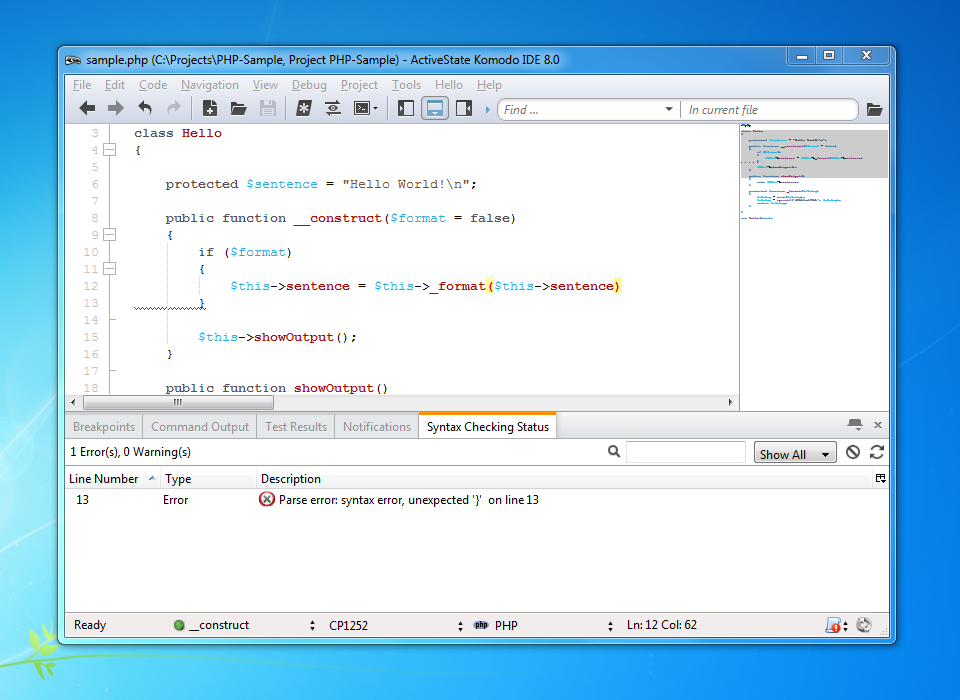 sample.php (C:\Projects\PHP-Sample, Project PHP-Sample) - ActiveState Komodo IDE 8.0
File Edit Code Navigation View Debug Project Tools Hello Help
Find ... In current file
3 class Hello
4 {
5
6 protected $sentence = "Hello World!\n";
7
8 public function __construct($format = false)
9 {
10 if ($format)
11 {
12 $this->sentence = $this->_format($this->sentence)
13 }
14
15 $this->showOutput();
16 }
17
18 public function showOutput()
Breakpoints Command Output Test Results Notifications Syntax Checking Status
1 Error(s), 0 Warning(s) Show All
Line Number Type Description
13 Error Parse error: syntax error, unexpected '}' on line 13
Ready __construct CP1252 php PHP Ln: 12 Col: 62